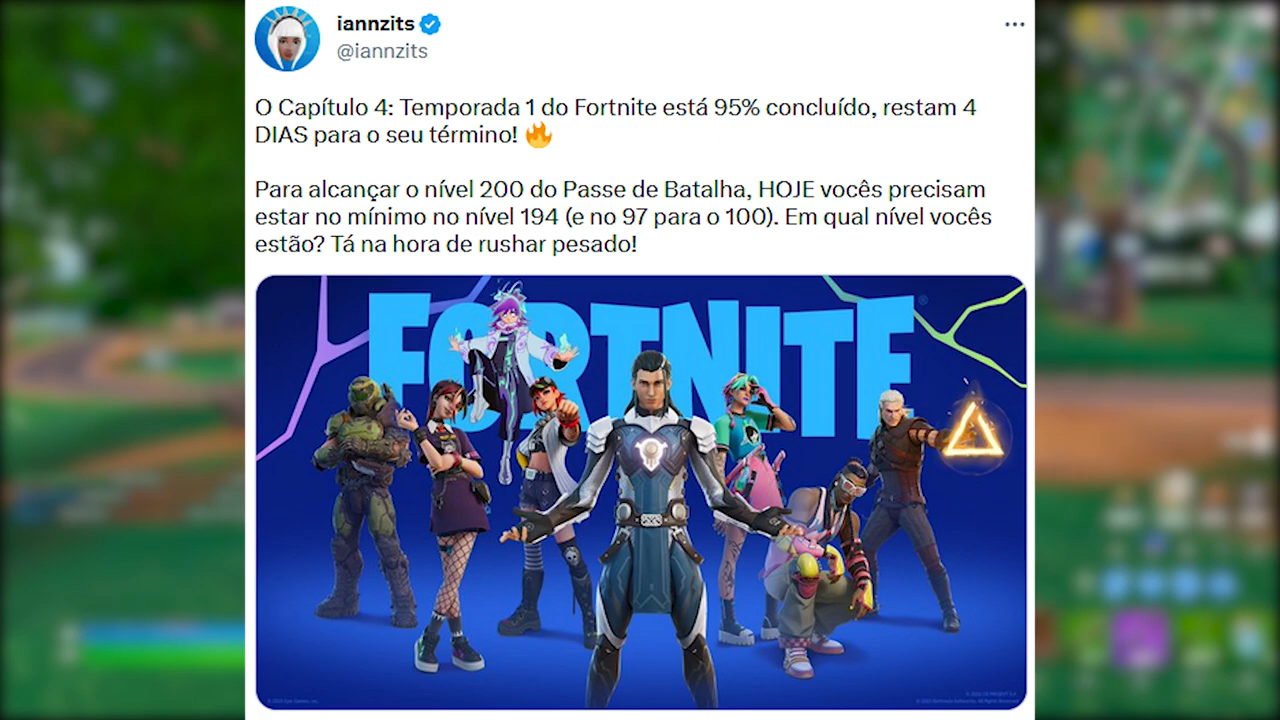 iannzits
@iannzits
O Capítulo 4: Temporada 1 do Fortnite está 95% concluído, restam 4
DIAS para o seu término! 🔥
Para alcançar o nível 200 do Passe de Batalha, HOJE vocês precisam
estar no mínimo no nível 194 (e no 97 para o 100). Em qual nível vocês
estão? Tá na hora de rushar pesado!
FORTNITE